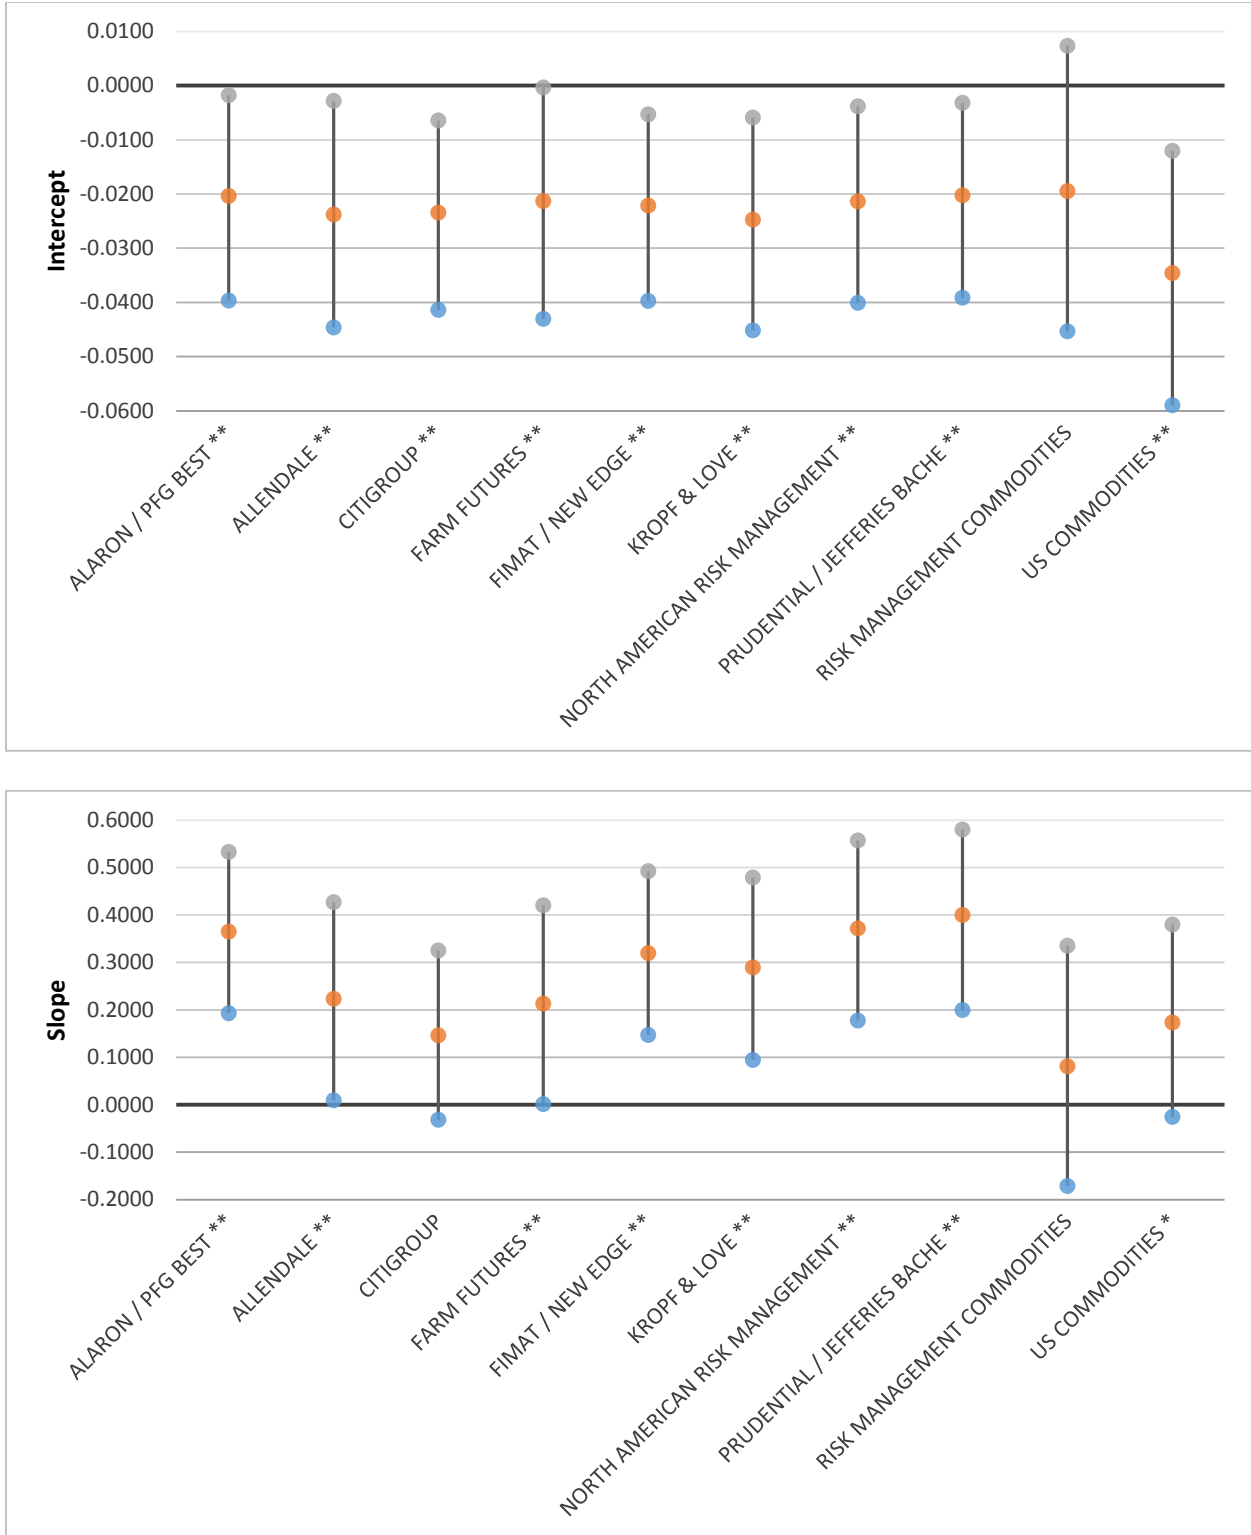 0.0100
0.0000
-0.0100
-0.0200
-0.0300
-0.0400
-0.0500
-0.0600
Intercept
ALARON / PFG BEST **
ALLENDALE **
CITIGROUP **
FARM FUTURES **
FIMAT / NEW EDGE **
KROPF & LOVE **
NORTH AMERICAN RISK MANAGEMENT **
PRUDENTIAL / JEFFERIES BACHE **
RISK MANAGEMENT COMMODITIES
US COMMODITIES **
0.6000
0.5000
0.4000
0.3000
0.2000
0.1000
0.0000
-0.1000
-0.2000
Slope
ALARON / PFG BEST **
ALLENDALE **
CITIGROUP
FARM FUTURES **
FIMAT / NEW EDGE **
KROPF & LOVE **
NORTH AMERICAN RISK MANAGEMENT **
PRUDENTIAL / JEFFERIES BACHE **
RISK MANAGEMENT COMMODITIES
US COMMODITIES *